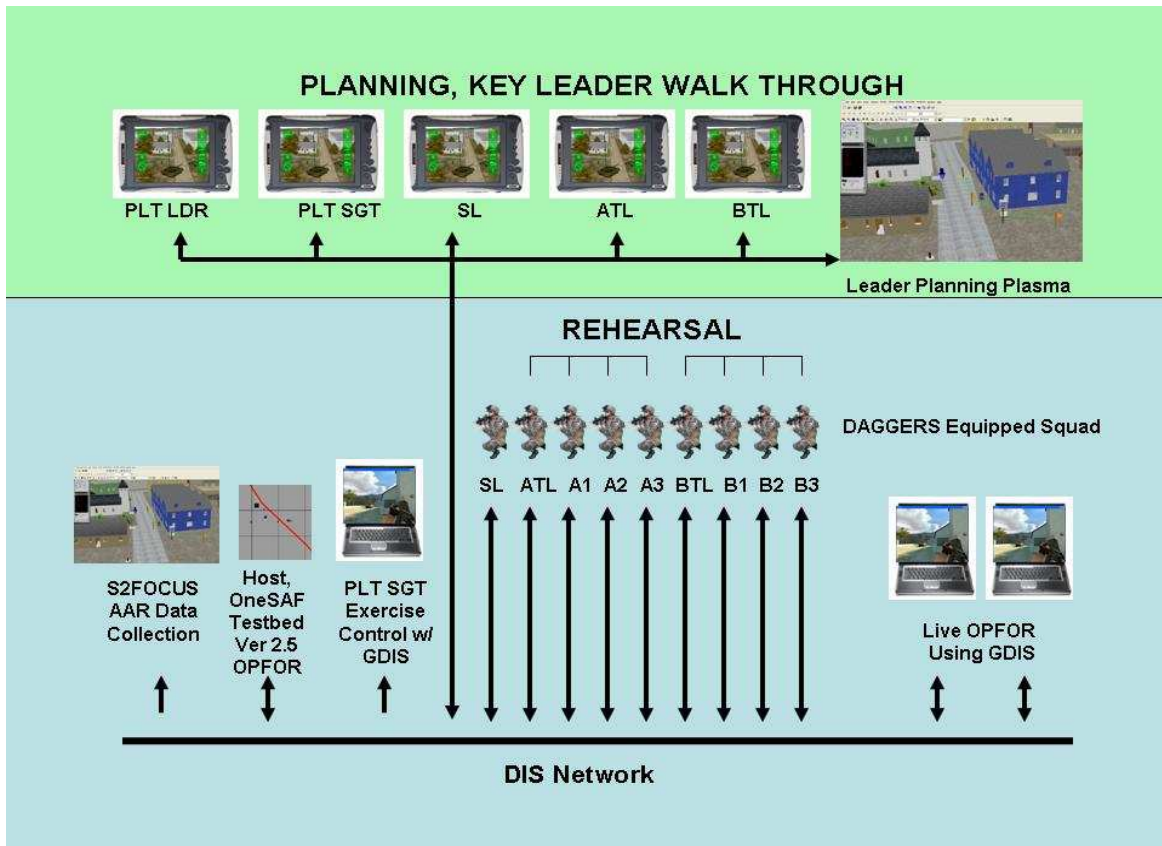 PLANNING, KEY LEADER WALK THROUGH
PLT LDR
PLT SGT
SL
ATL
BTL
Leader Planning Plasma
REHEARSAL
DAGGERS Equipped Squad
SL
ATL
A1
A2
A3
BTL
B1
B2
B3
S2FOCUS
AAR Data
Collection
Host,
OneSAF
Testbed
Ver 2.5
OPFOR
PLT SGT
Exercise
Control w/
GDIS
Live OPFOR
Using GDIS
DIS Network